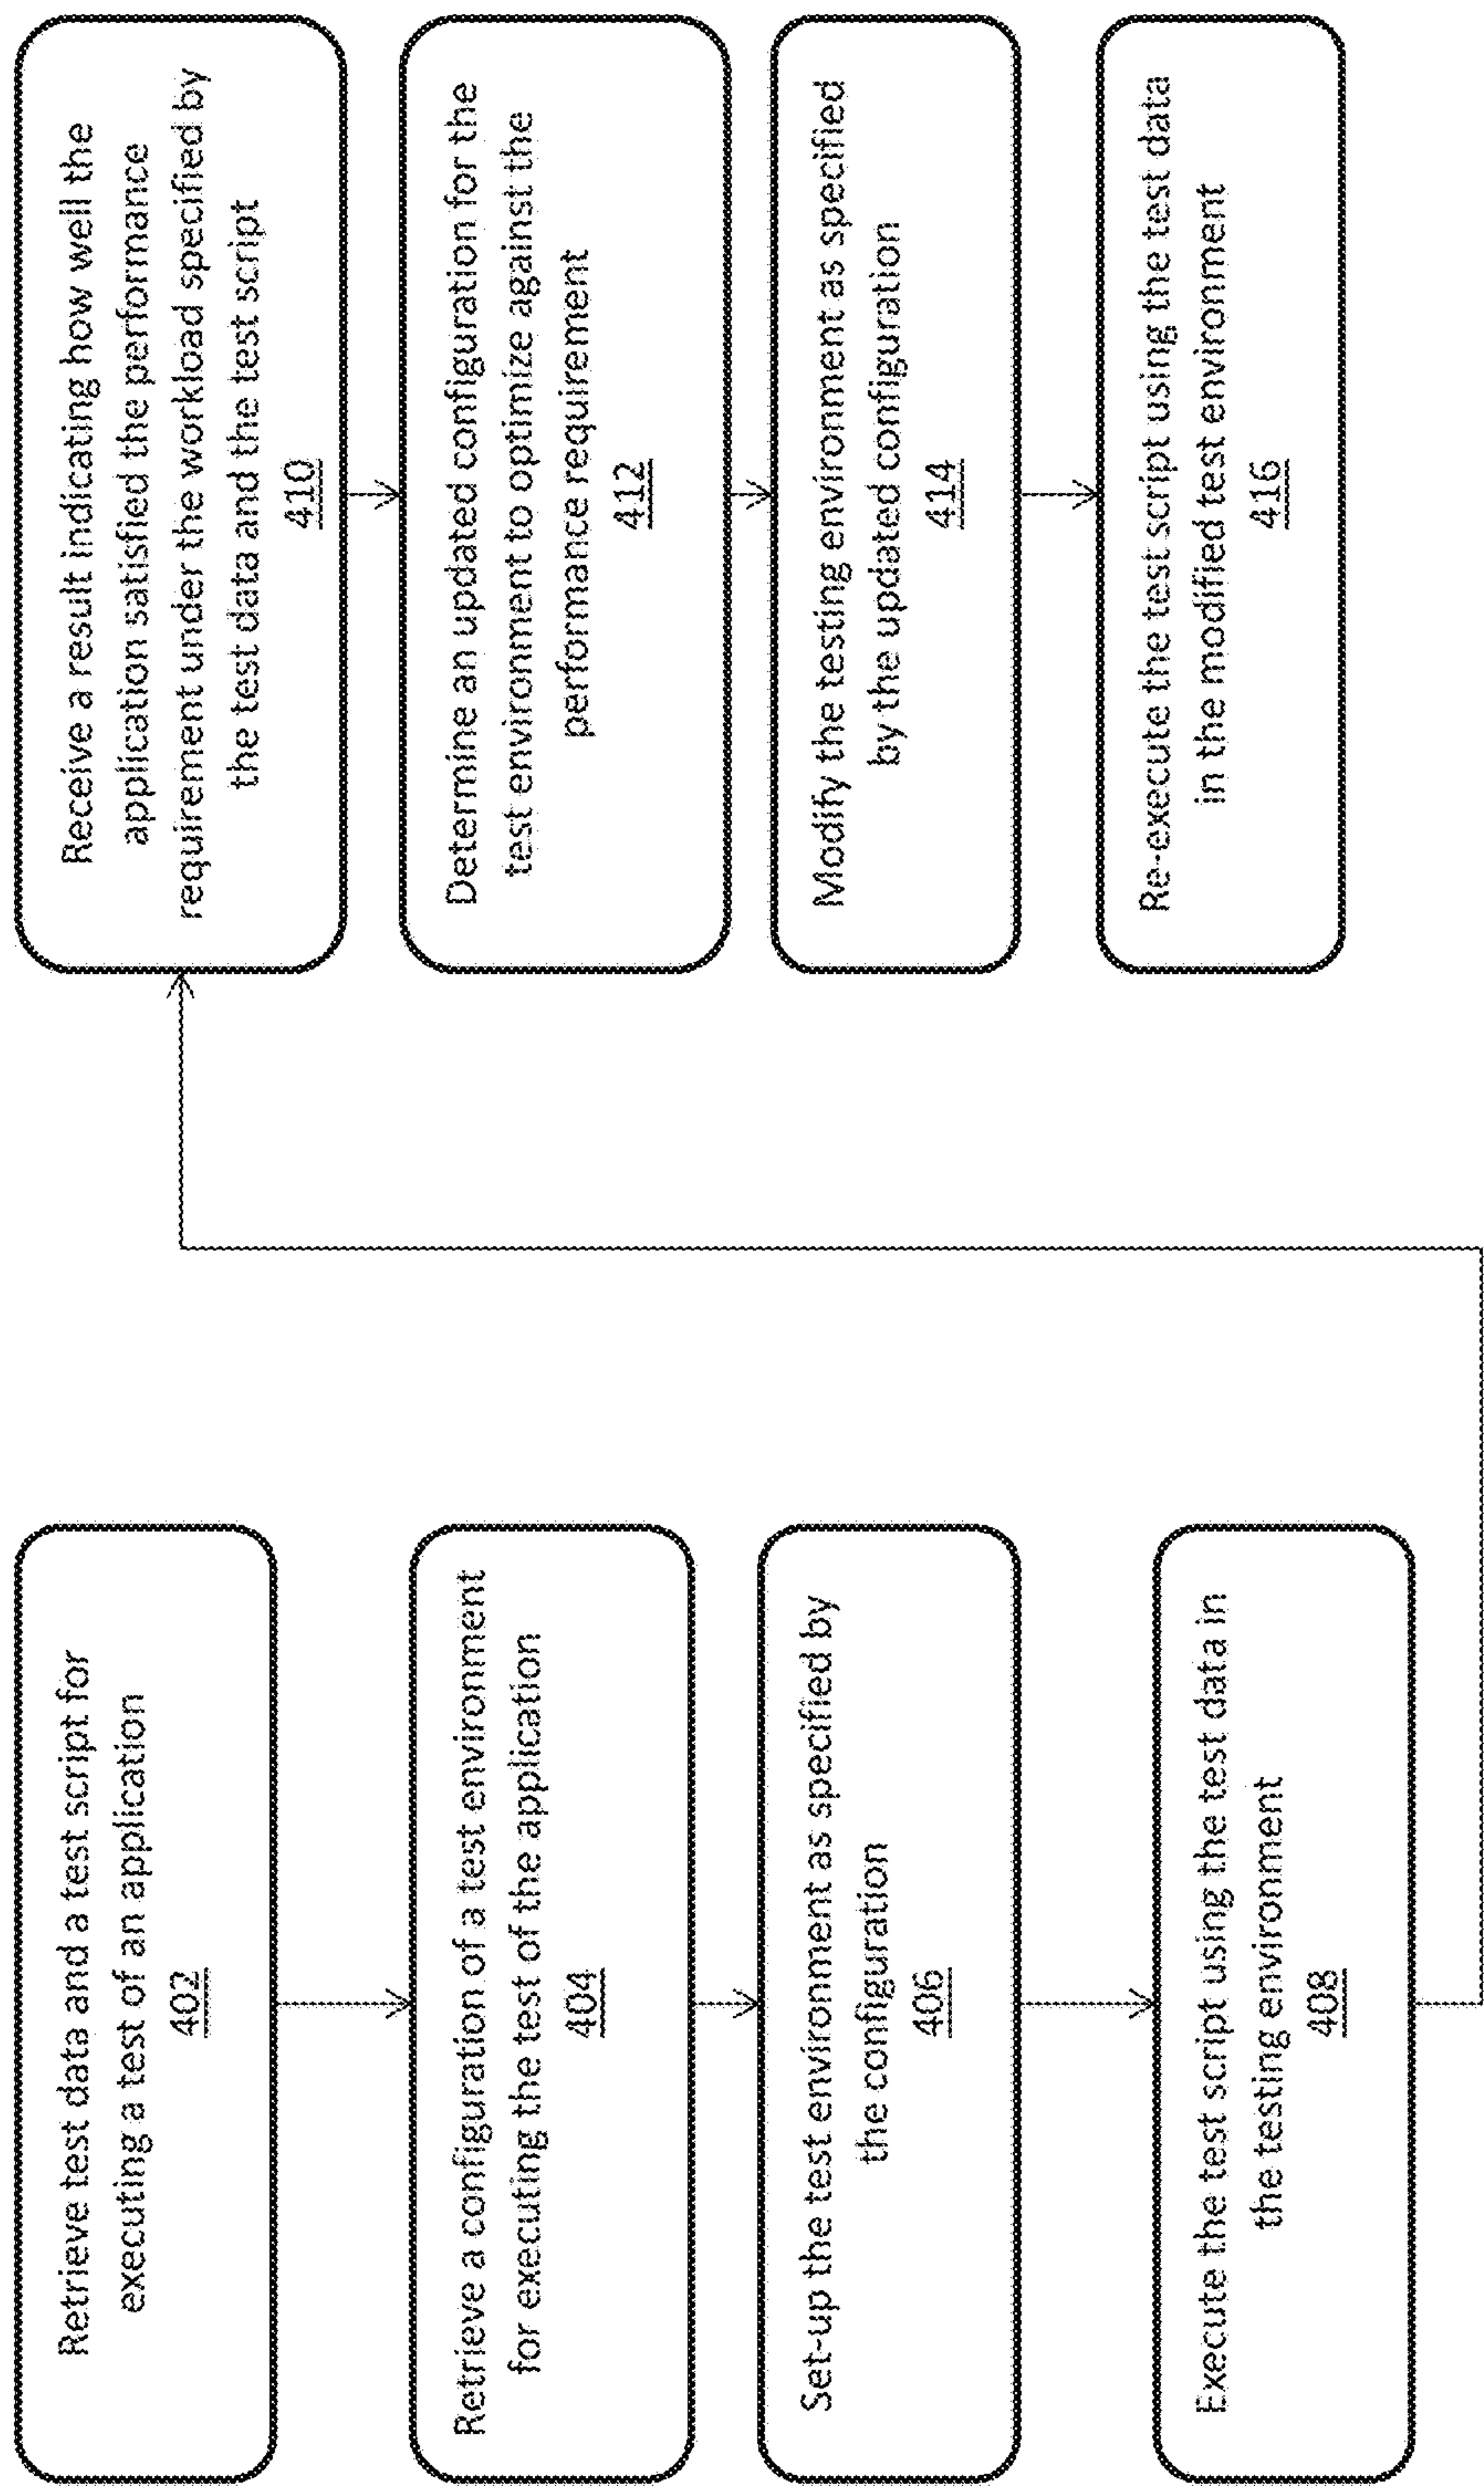 Retrieve test data and a test script for
executing a test of an application
402
Retrieve a configuration of a test environment
for executing the test of the application
404
Set-up the test environment as specified by
the configuration
406
Execute the test script using the test data in
the testing environment
408
Receive a result indicating how well the
application satisfied the performance
requirement under the workload specified by
the test data and the test script
410
Determine an updated configuration for the
test environment to optimize against the
performance requirement
412
Modify the testing environment as specified
by the updated configuration
414
Re-execute the test script using the test data
in the modified test environment
416